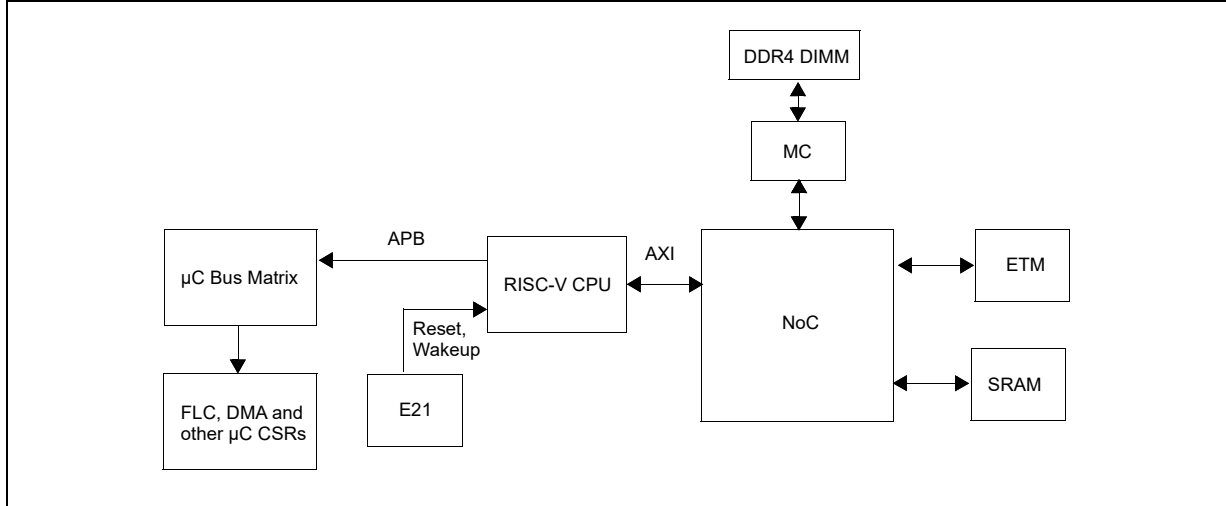 DDR4 DIMM
MC
APB
AXI
µC Bus Matrix
RISC-V CPU
ETM
NoC
Reset,
Wakeup
SRAM
E21
FLC, DMA and
other µC CSRs